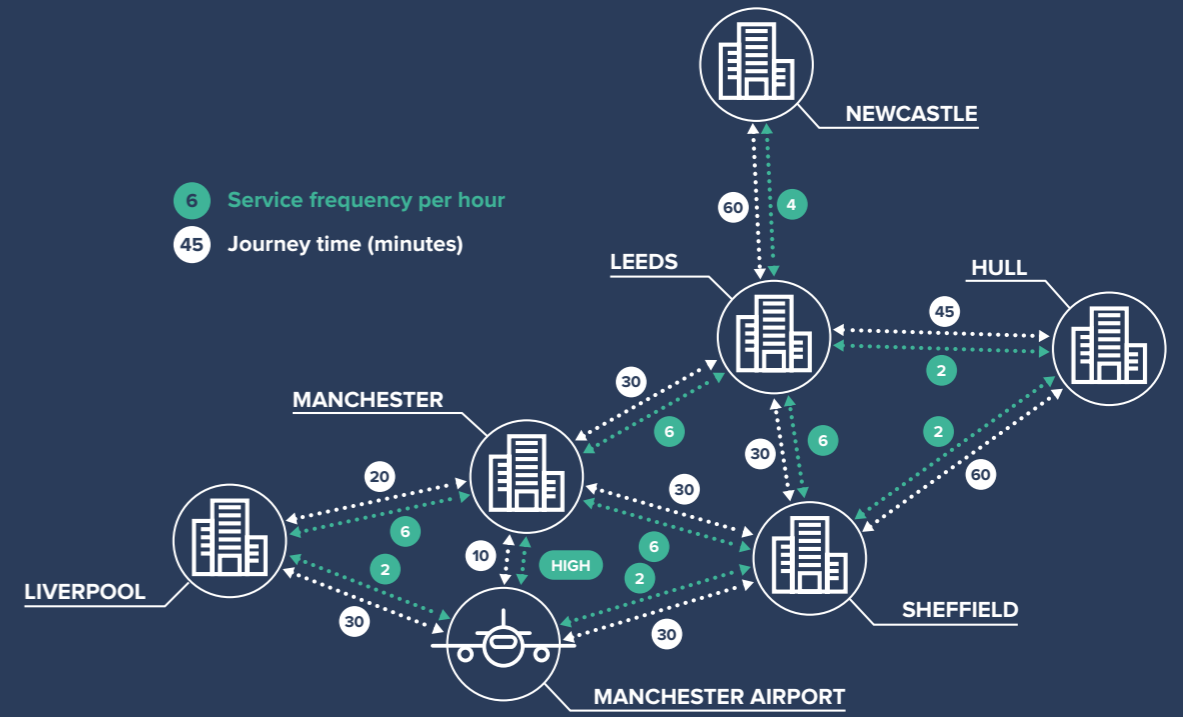 NEWCASTLE
6 Service frequency per hour
60
4
45 Journey time (minutes)
LEEDS
HULL
45
2
30
MANCHESTER
6
2
6
30
20
30
60
6
6
10
HIGH
2
2
LIVERPOOL
30
30
SHEFFIELD
MANCHESTER AIRPORT